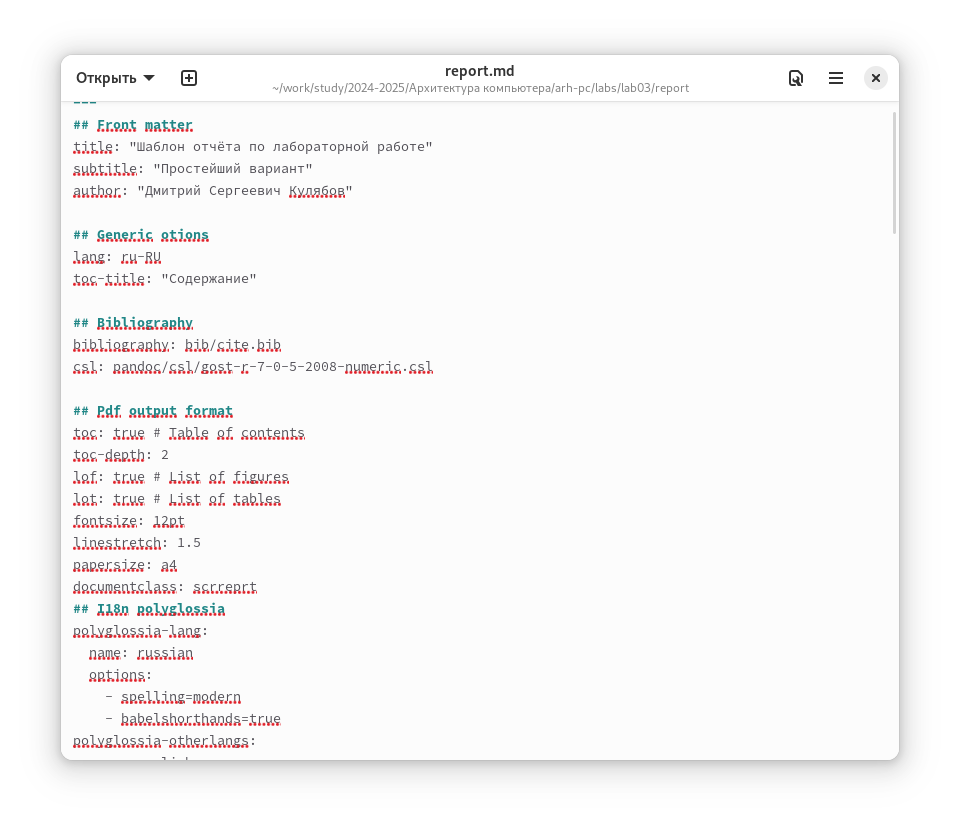 Открыть
report.md
~/work/study/2024-2025/Архитектура компьютера/arh-pc/labs/lab03/report
---
## Front matter
title: "Шаблон отчёта по лабораторной работе"
subtitle: "Простейший вариант"
author: "Дмитрий Сергеевич Кулябов"
## Generic otions
lang: ru-RU
toc-title: "Содержание"
## Bibliography
bibliography: bib/cite.bib
csl: pandoc/csl/gost-r-7-0-5-2008-numeric.csl
## Pdf output format
toc: true # Table of contents
toc-depth: 2
lof: true # List of figures
lot: true # List of tables
fontsize: 12pt
linestretch: 1.5
papersize: a4
documentclass: scrreprt
## I18n polyglossia
polyglossia-lang:
  name: russian
  options:
    - spelling=modern
    - babelshorthands=true
polyglossia-otherlangs: